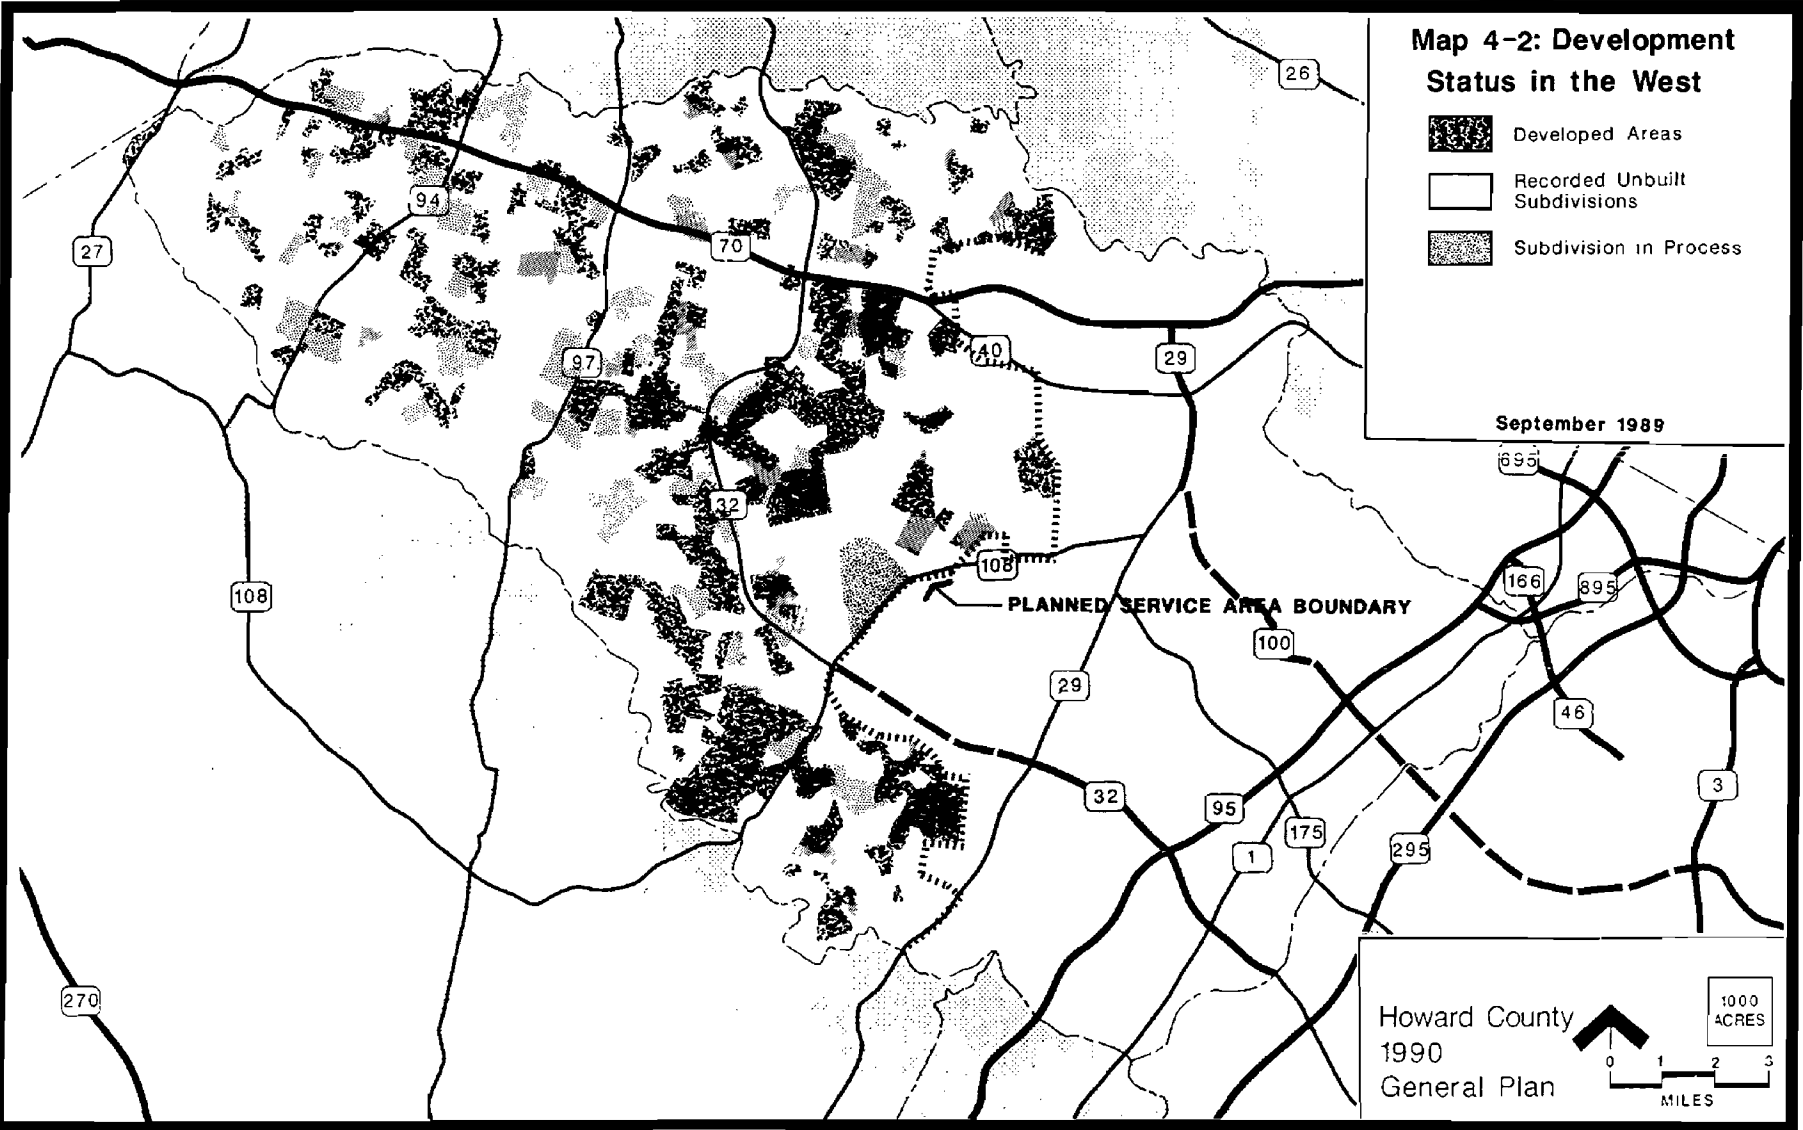 Map 4-2: Development
Status in the West
Developed Areas
Recorded Unbuilt
Subdivisions
Subdivision in Process
September 1989
26
94
27
70
40
29
97
32
695
108
108
166
895
PLANNED SERVICE AREA BOUNDARY
100
29
46
32
95
3
175
1
295
270
Howard County
1990
General Plan
1000
ACRES
0 1 2 3
MILES